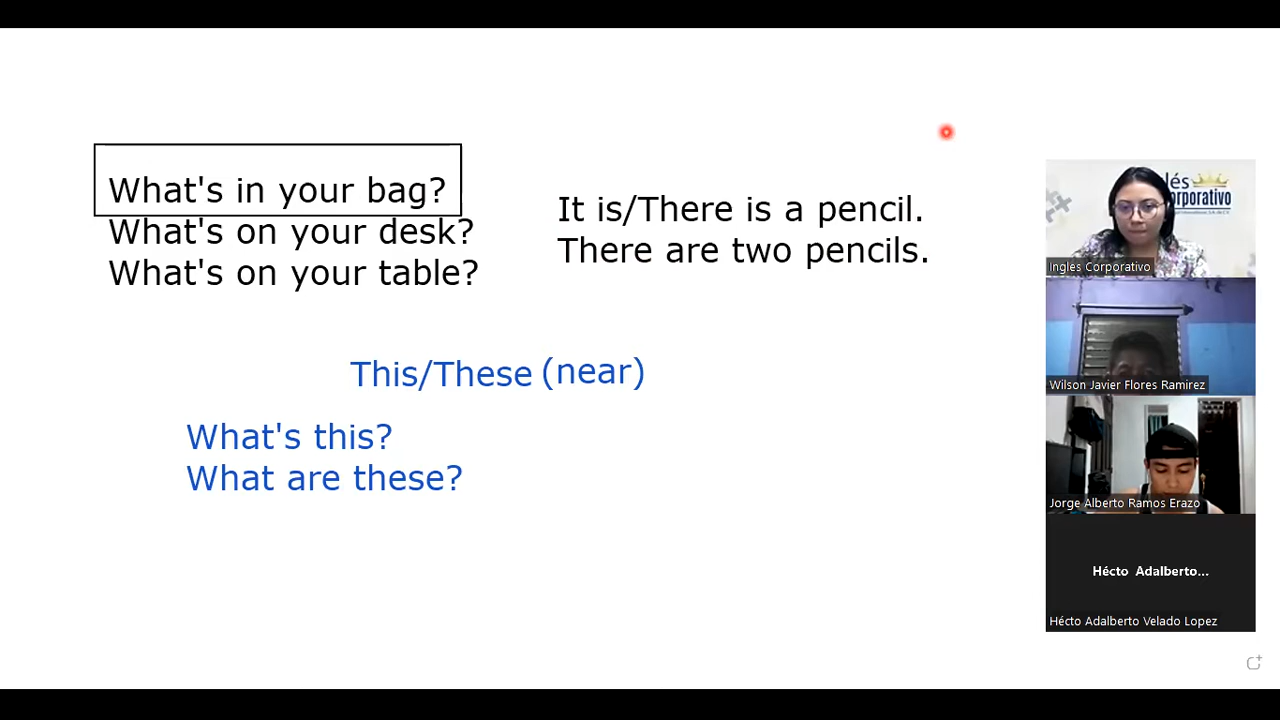 What's in your bag?
What's on your desk?
What's on your table?
It is/There is a pencil.
There are two pencils.
This/These (near)
What's this?
What are these?
lés
orporativo
Ingles Corporativo
Wilson Javier Flores Ramirez
Jorge Alberto Ramos Erazo
Hécto Adalberto...
Hécto Adalberto Velado Lopez